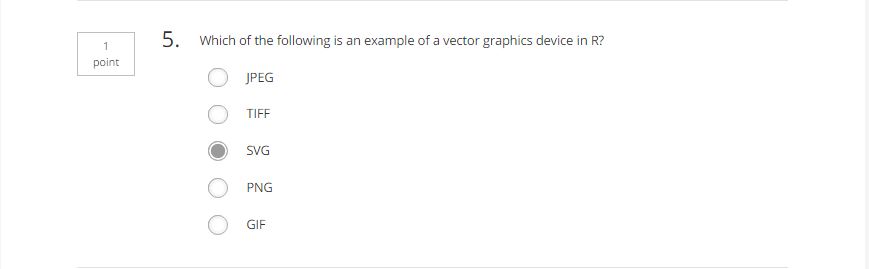 1
point
5. Which of the following is an example of a vector graphics device in R?
JPEG
TIFF
SVG
PNG
GIF